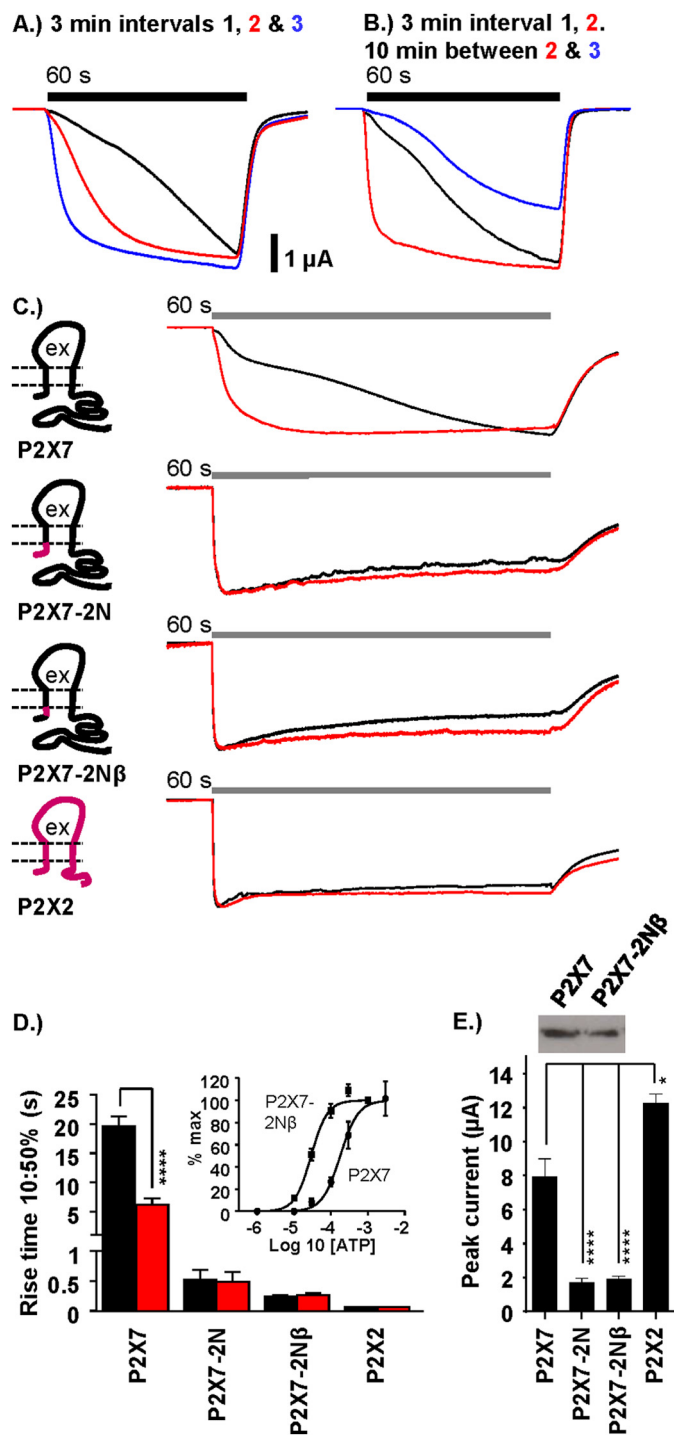 A.) 3 min intervals 1, 2 & 3
B.) 3 min interval 1, 2.
10 min between 2 & 3
60 s
60 s
1 µA
C.)
60 s
ex
P2X7
60 s
ex
P2X7-2N
60 s
ex
P2X7-2Nβ
60 s
ex
P2X2
D.)
Rise time 10:50% (s)
25
20
15
10
5
0.5
0
****
P2X7
P2X7-2N
P2X7-2Nβ
P2X2
% max
120
100
80
60
40
20
0
P2X7-
2Nβ
P2X7
-6 -5 -4 -3 -2
Log 10 [ATP]
E.)
P2X7
P2X7-2Nβ
Peak current (µA)
14
12
10
8
6
4
2
0
****
****
*
P2X7
P2X7-2N
P2X7-2Nβ
P2X2